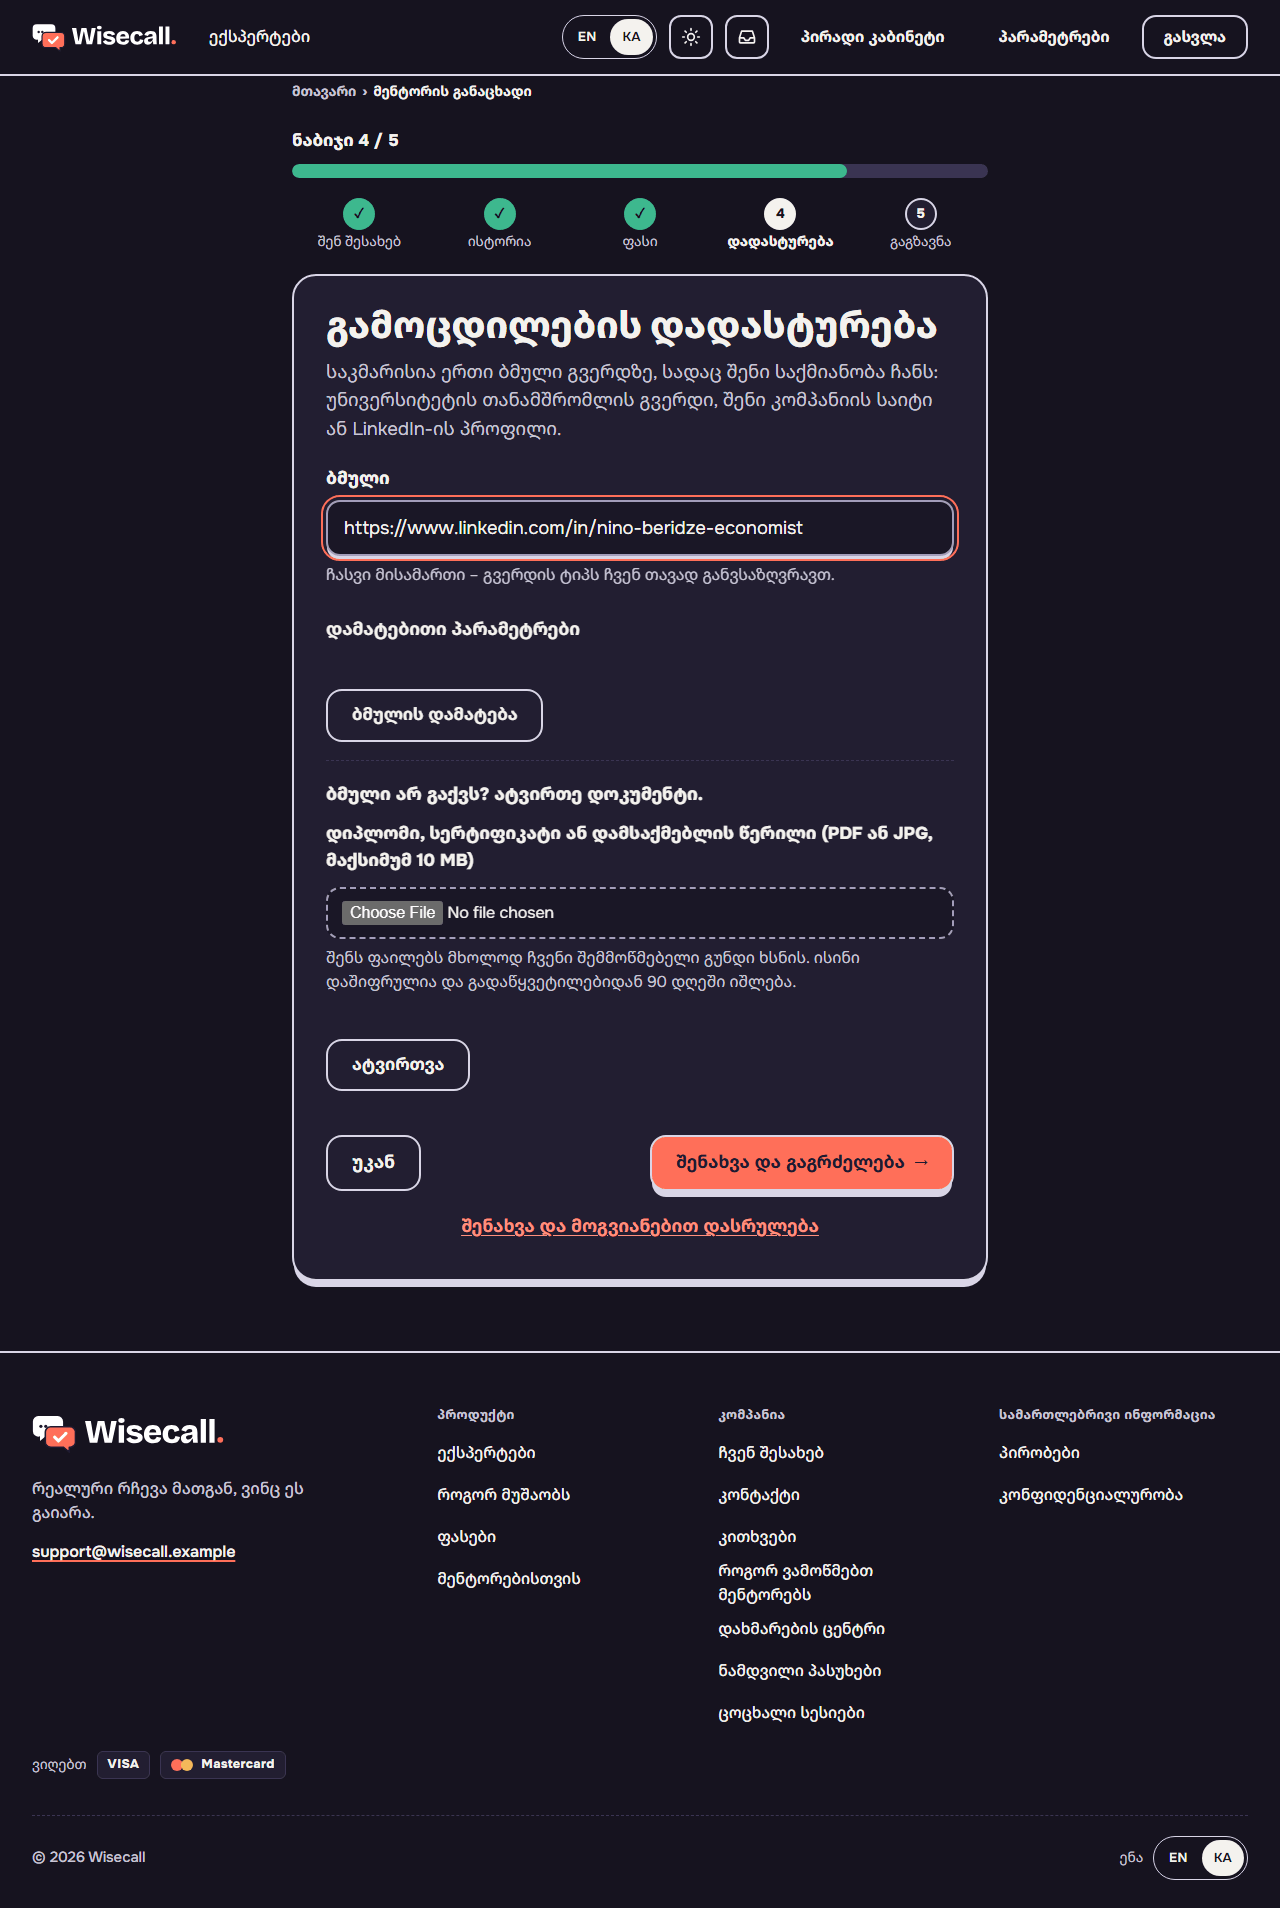 Wisecall.
ექსპერტები
EN KA
პირადი კაბინეტი
პარამეტრები
გასვლა
მთავარი › მენტორის განაცხადი
ნაბიჯი 4 / 5
✓ ✓ ✓ 4 5
შენ შესახებ ისტორია ფასი დადასტურება გაგზავნა
გამოცდილების დადასტურება
საკმარისია ერთი ბმული გვერდზე, სადაც შენი საქმიანობა ჩანს:
უნივერსიტეტის თანამშრომლის გვერდი, შენი კომპანიის საიტი
ან LinkedIn-ის პროფილი.
ბმული
https://www.linkedin.com/in/nino-beridze-economist
ჩასვი მისამართი – გვერდის ტიპს ჩვენ თავად განვსაზღვრავთ.
დამატებითი პარამეტრები
ბმულის დამატება
ბმული არ გაქვს? ატვირთე დოკუმენტი.
დიპლომი, სერტიფიკატი ან დამსაქმებლის წერილი (PDF ან JPG,
მაქსიმუმ 10 MB)
Choose File No file chosen
შენს ფაილებს მხოლოდ ჩვენი შემმოწმებელი გუნდი ხსნის. ისინი
დაშიფრულია და გადაწყვეტილებიდან 90 დღეში იშლება.
ატვირთვა
უკან
შენახვა და გაგრძელება →
შენახვა და მოგვიანებით დასრულება
Wisecall.
რეალური რჩევა მათგან, ვინც ეს
გაიარა.
support@wisecall.example
პროდუქტი
ექსპერტები
როგორ მუშაობს
ფასები
მენტორებისთვის
კომპანია
ჩვენ შესახებ
კონტაქტი
კითხვები
როგორ ვამოწმებთ
მენტორებს
დახმარების ცენტრი
ნამდვილი პასუხები
ცოცხალი სესიები
სამართლებრივი ინფორმაცია
პირობები
კონფიდენციალურობა
ვიღებთ VISA Mastercard
© 2026 Wisecall
ენა EN KA